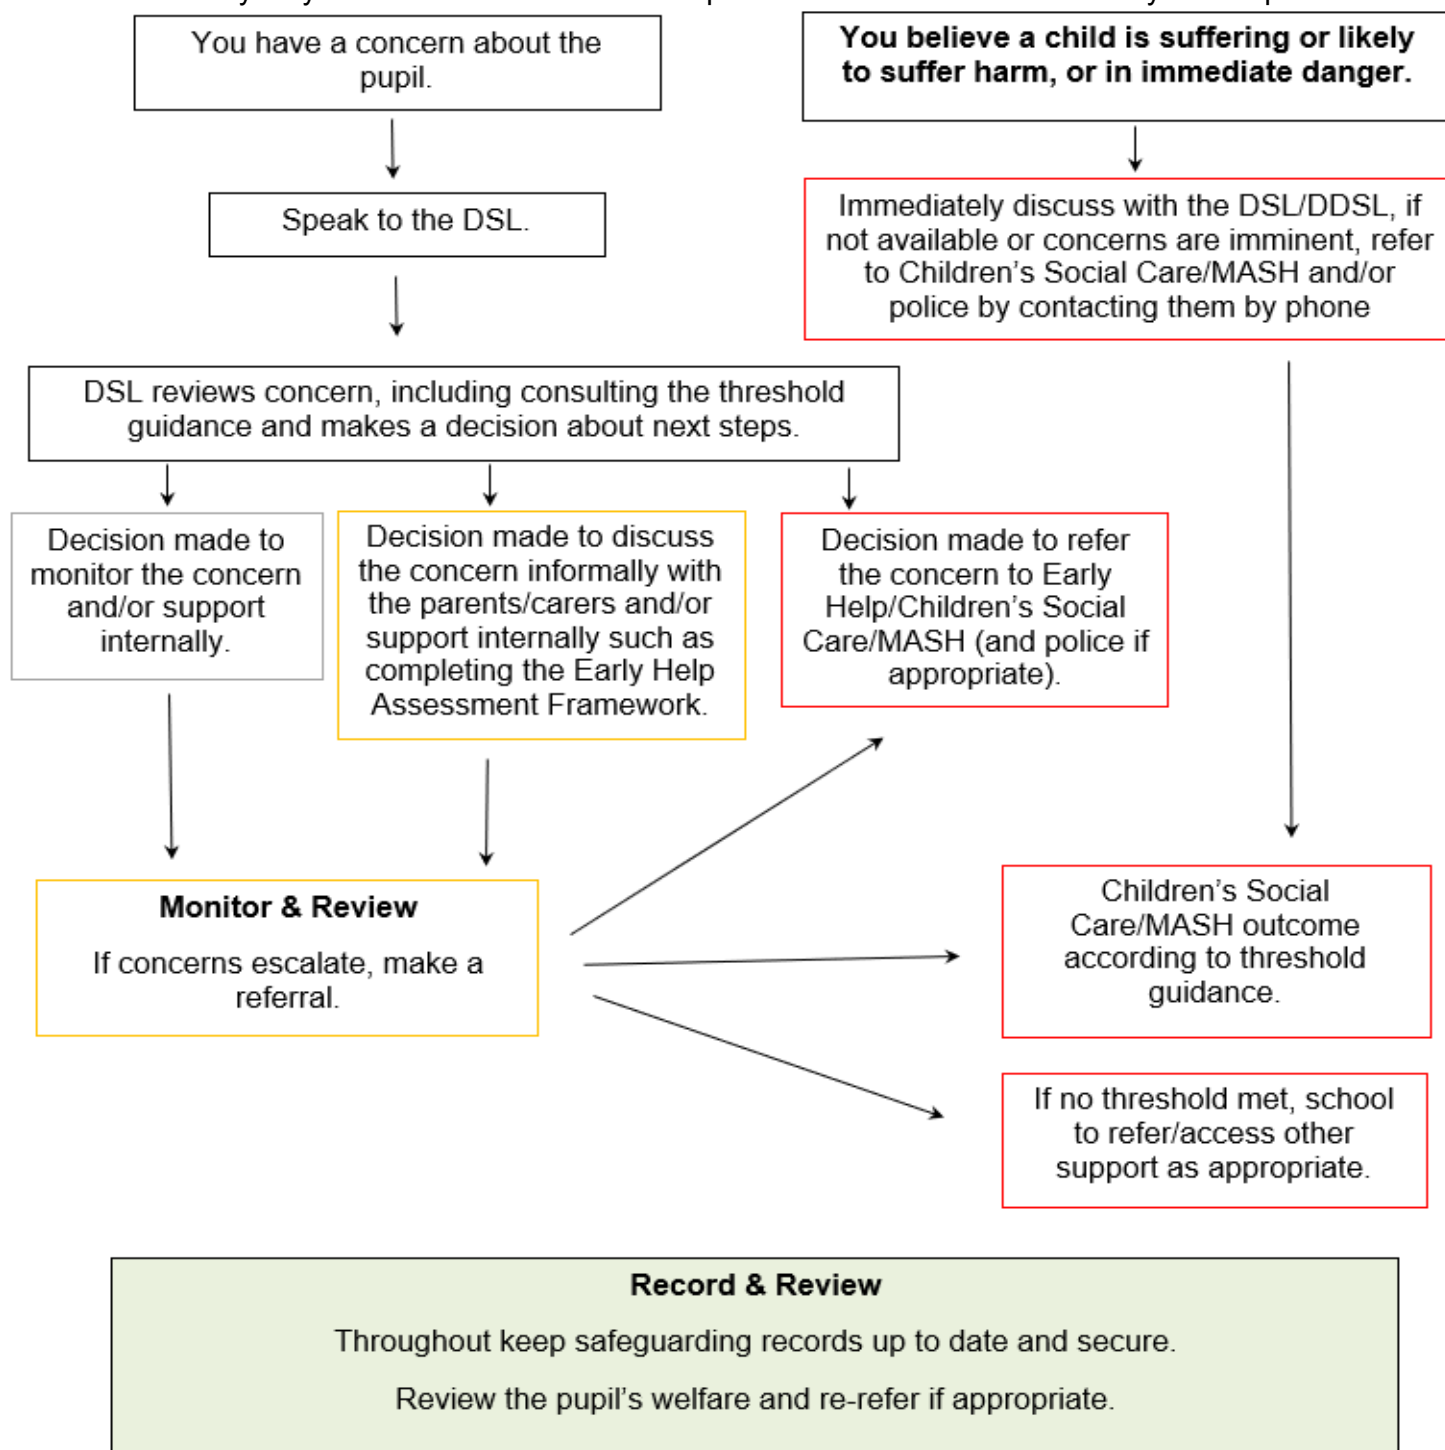 You have a concern about the
pupil.
You believe a child is suffering or likely
to suffer harm, or in immediate danger.
Speak to the DSL.
Immediately discuss with the DSL/DDSL, if
not available or concerns are imminent, refer
to Children’s Social Care/MASH and/or
police by contacting them by phone
DSL reviews concern, including consulting the threshold
guidance and makes a decision about next steps.
Decision made to
monitor the concern
and/or support
internally.
Decision made to discuss
the concern informally with
the parents/carers and/or
support internally such as
completing the Early Help
Assessment Framework.
Decision made to refer
the concern to Early
Help/Children’s Social
Care/MASH (and police if
appropriate).
Monitor & Review
If concerns escalate, make a
referral.
Children’s Social
Care/MASH outcome
according to threshold
guidance.
If no threshold met, school
to refer/access other
support as appropriate.
Record & Review
Throughout keep safeguarding records up to date and secure.
Review the pupil’s welfare and re-refer if appropriate.